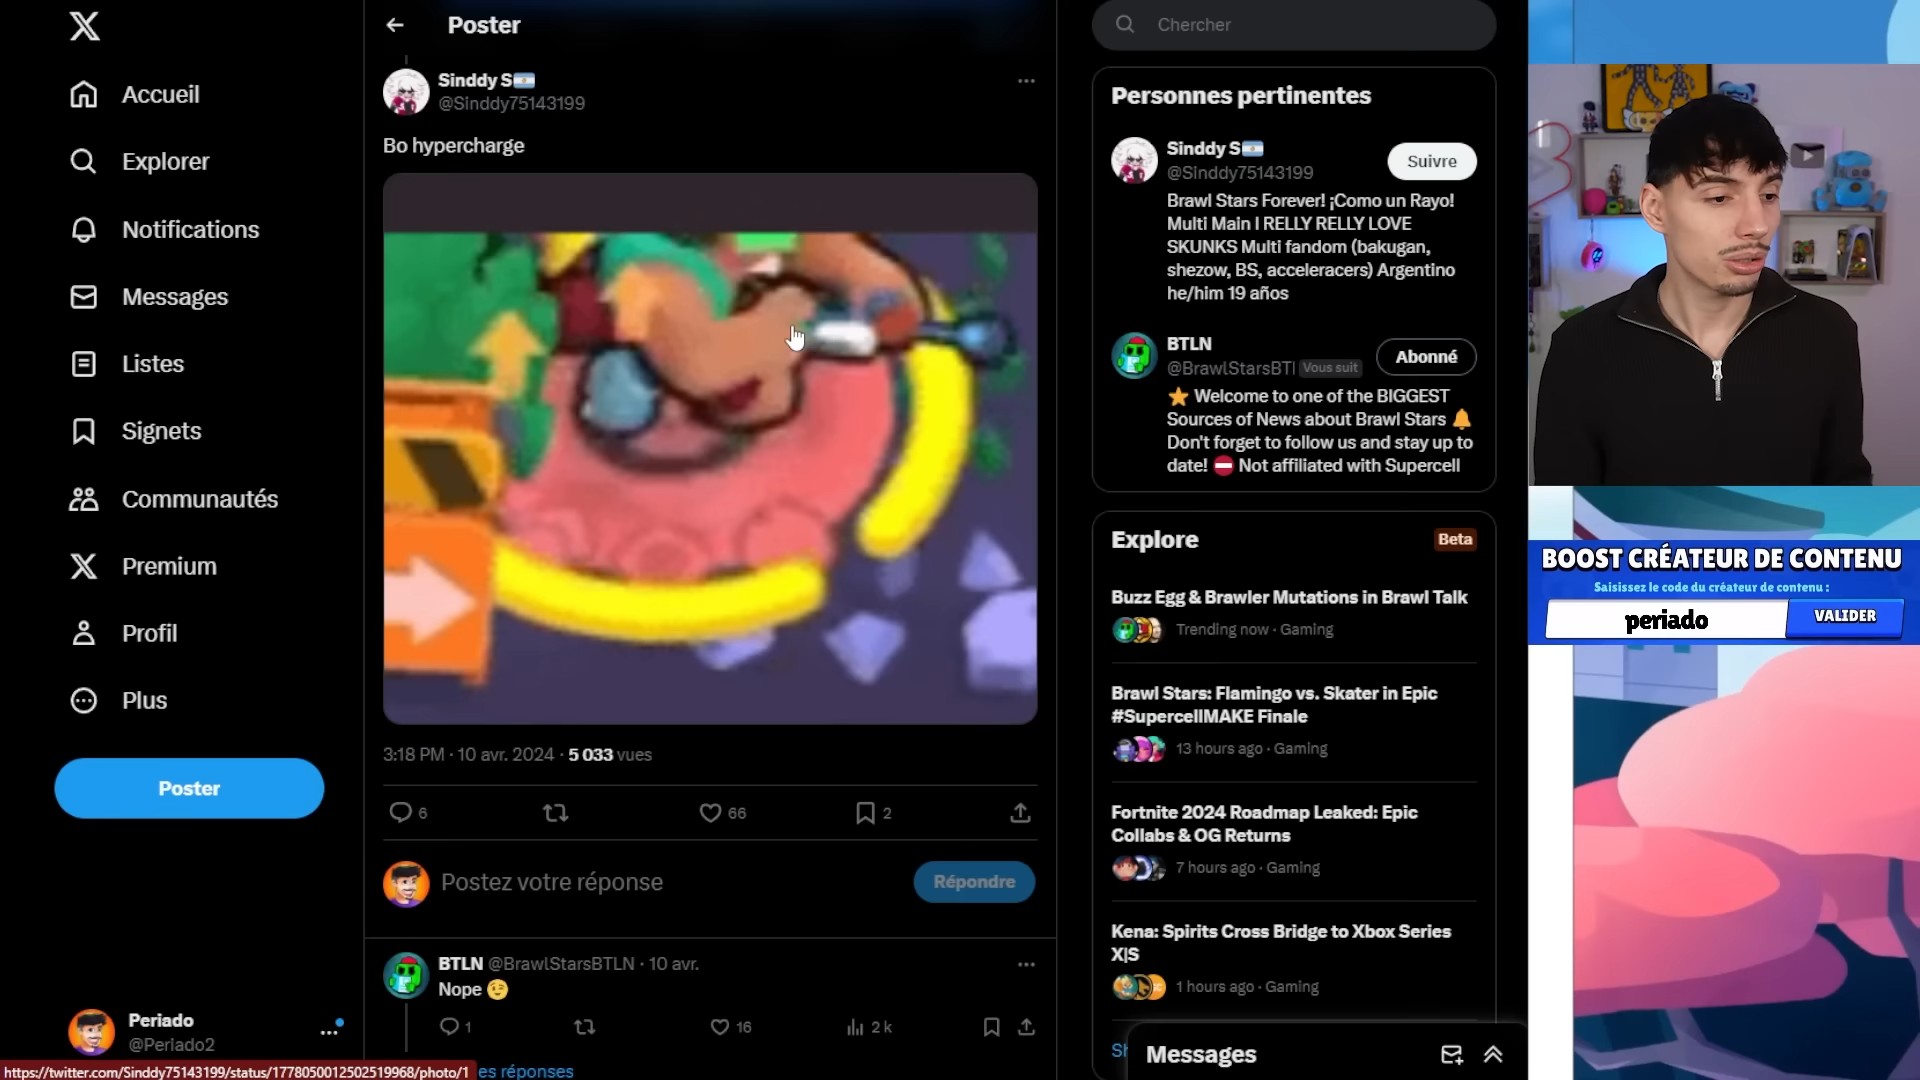 Accueil
Explorer
Notifications
Messages
Listes
Signets
Communautés
Premium
Profil
Plus
Poster
Periado
@Periado2
Poster
Sinddy S🇦🇷
@Sinddy75143199
Bo hypercharge
3:18 PM · 10 avr. 2024 · 5 033 vues
6
66
2
Postez votre réponse
Répondre
BTLN @BrawlStarsBTLN · 10 avr.
Nope 😉
1
16
2 k
es réponses
https://twitter.com/Sinddy75143199/status/1778050012502519968/photo/1
Chercher
Personnes pertinentes
Sinddy S🇦🇷
@Sinddy75143199
Suivre
Brawl Stars Forever! ¡Como un Rayo!
Multi Main I RELLY RELLY LOVE
SKUNKS Multi fandom (bakugan,
shezow, BS, acceleracers) Argentino
he/him 19 años
BTLN
@BrawlStarsBTl Vous suit
Abonné
⭐ Welcome to one of the BIGGEST
Sources of News about Brawl Stars 🔔
Don't forget to follow us and stay up to
date! ⛔ Not affiliated with Supercell
Explore
Beta
Buzz Egg & Brawler Mutations in Brawl Talk
Trending now · Gaming
Brawl Stars: Flamingo vs. Skater in Epic
#SupercellMAKE Finale
13 hours ago · Gaming
Fortnite 2024 Roadmap Leaked: Epic
Collabs & OG Returns
7 hours ago · Gaming
Kena: Spirits Cross Bridge to Xbox Series
X|S
1 hours ago · Gaming
Sh
Messages
BOOST CRÉATEUR DE CONTENU
Saisissez le code du créateur de contenu :
periado
VALIDER